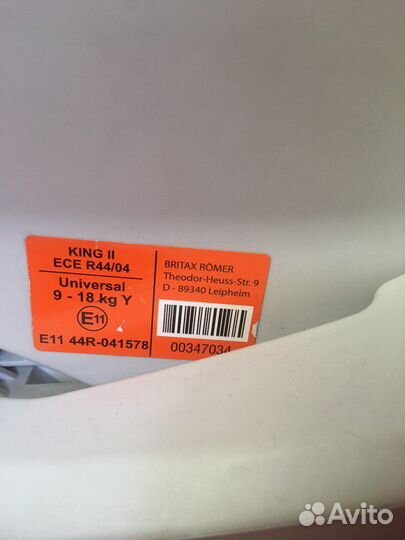 KING II
ECE R44/04
Universal
9 - 18 kg Y
E11
E11 44R-041578
BRITAX RÖMER
Theodor-Heuss-Str. 9
D - 89340 Leipheim
00347034
Avito